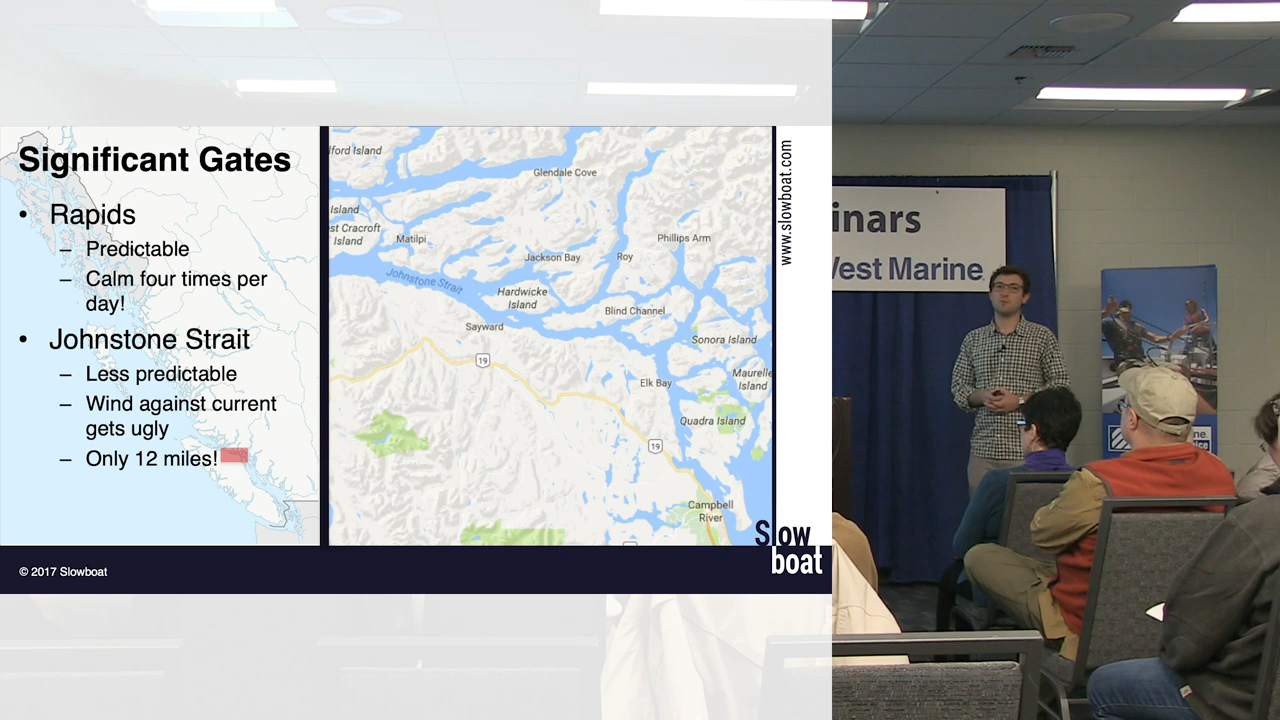 Significant Gates
• Rapids
– Predictable
– Calm four times per
day!
• Johnstone Strait
– Less predictable
– Wind against current
gets ugly
– Only 12 miles!
© 2017 Slowboat
lford Island
Glendale Cove
Island
est Cracroft
Island
Matilpi
Phillips Arm
Jackson Bay
Roy
Johnstone Strait
Hardwicke
Island
Blind Channel
Sayward
Sonora Island
19
Elk Bay
Maurelle
Island
Quadra Island
19
Campbell
River
www.slowboat.com
Slow
boat
inars
West Marine